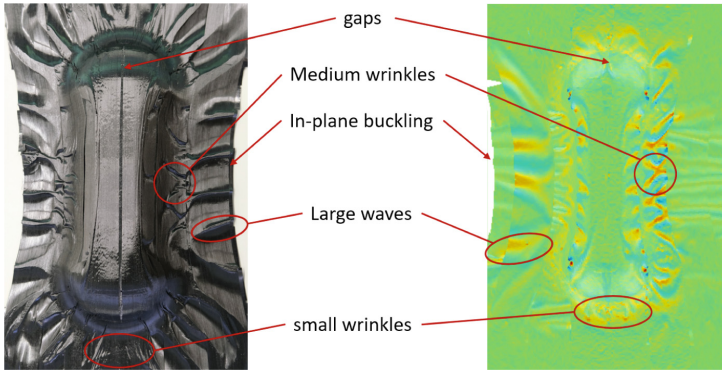 gaps
Medium wrinkles
In-plane buckling
Large waves
small wrinkles